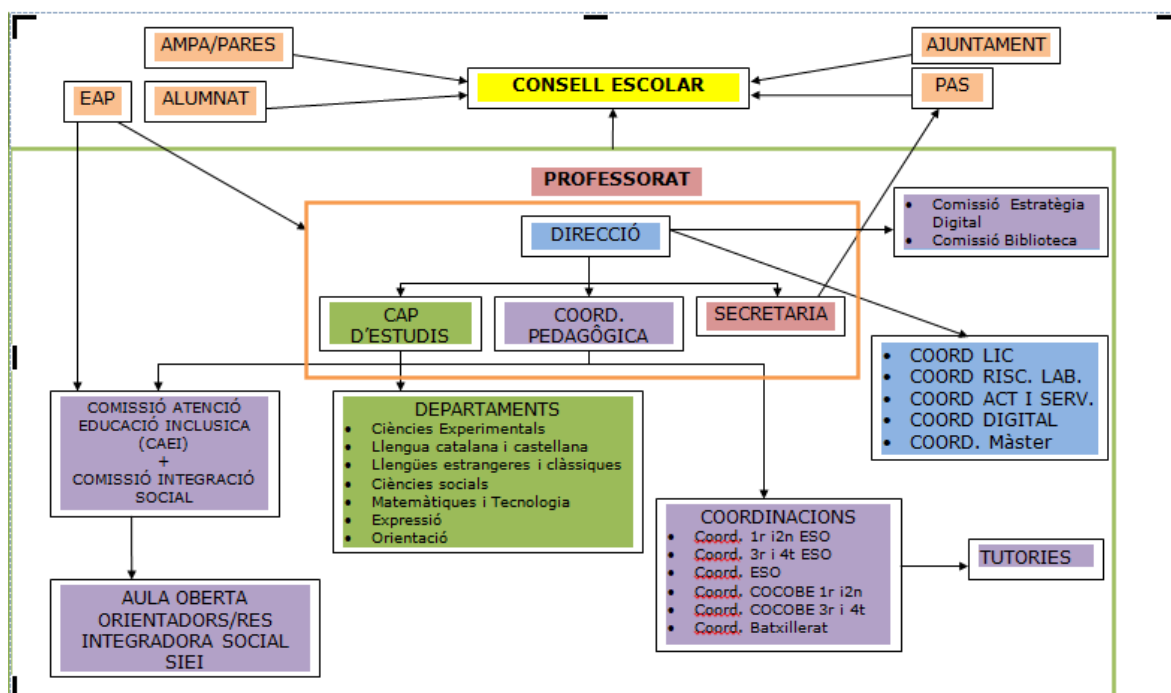 AMPA/PARES
AJUNTAMENT
CONSELL ESCOLAR
EAP
ALUMNAT
PAS
PROFESSORAT
• Comissió Estratègia
Digital
• Comissió Biblioteca
DIRECCIÓ
CAP
D´ESTUDIS
COORD.
PEDAGÔGICA
SECRETARIA
• COORD LIC
• COORD RISC. LAB.
• COORD ACT I SERV.
• COORD DIGITAL
• COORD. Màster
COMISSIÓ ATENCIÓ
EDUCACIÓ INCLUSICA
(CAEI)
+
COMISSIÓ INTEGRACIÓ
SOCIAL
DEPARTAMENTS
• Ciències Experimentals
• Llengua catalana i castellana
• Llengües estrangeres i clàssiques
• Ciències socials
• Matemàtiques i Tecnologia
• Expressió
• Orientació
COORDINACIONS
• Coord. 1r i2n ESO
• Coord. 3r i 4t ESO
• Coord. ESO
• Coord. COCOBE 1r i2n
• Coord. COCOBE 3r i 4t
• Coord. Batxillerat
TUTORIES
AULA OBERTA
ORIENTADORS/RES
INTEGRADORA SOCIAL
SIEI